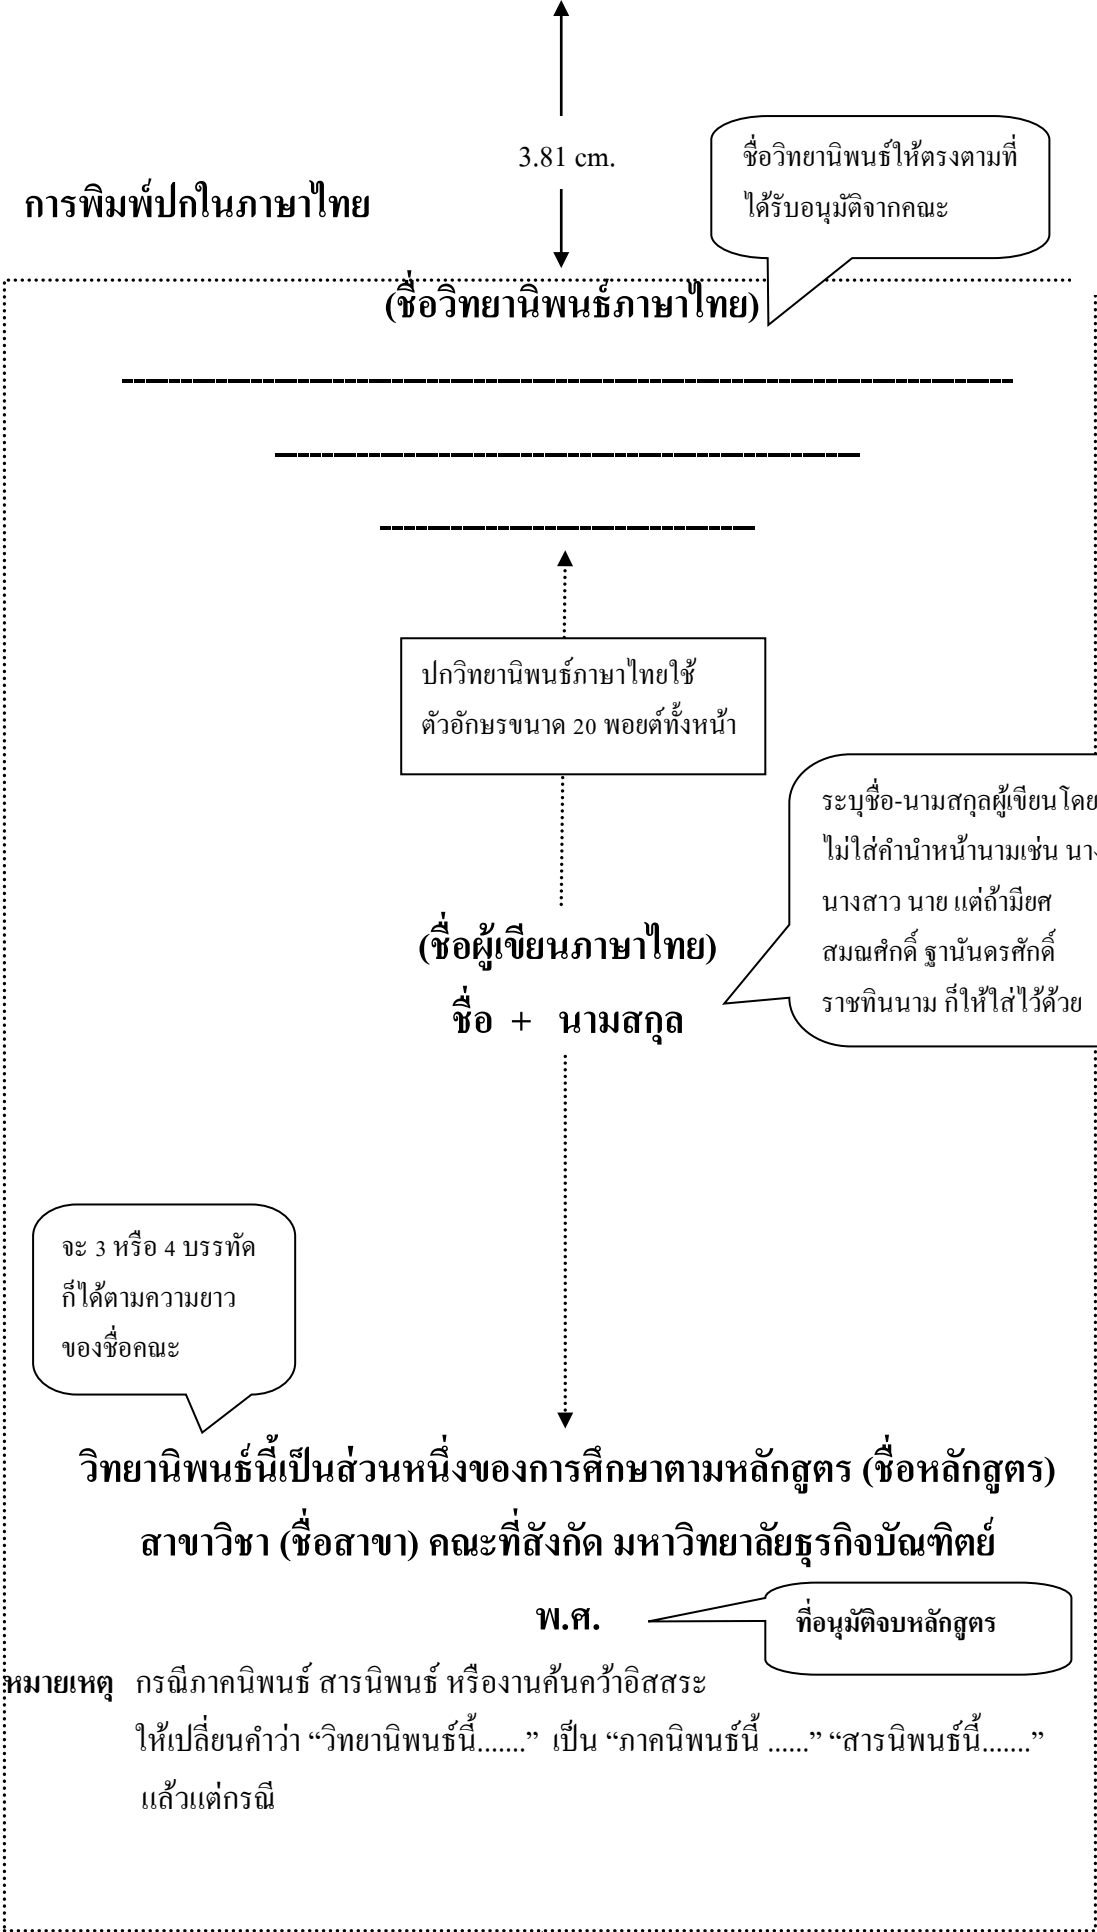 3.81 cm.
ชื่อวิทยานิพนธ์ให้ตรงตามที่
ได้รับอนุมัติจากคณะ
การพิมพ์ปกในภาษาไทย
(ชื่อวิทยานิพนธ์ภาษาไทย)
ปกวิทยานิพนธ์ภาษาไทยใช้
ตัวอักษรขนาด 20 พอยต์ทั้งหน้า
ระบุชื่อ-นามสกุลผู้เขียนโดย
ไม่ใส่คำนำหน้านามเช่น
นางสาว นาย แต่ถ้ามียศ
สมณศํกดิ์ ฐานันดรศักดิ์
ราชทินนาม ก็ให้ใส่ไว้ด้วย
(ชื่อผู้เขียนภาษาไทย)
ชื่อ + นามสกุล
จะ 3 หรือ 4 บรรทัด
ก็ได้ตามความยาว
ของชื่อคณะ
วิทยานิพนธ์นี้เป็นส่วนหนึ่งของการศึกษาตามหลักสูตร (ชื่อหลักสูตร)
สาขาวิชา (ชื่อสาขา) คณะที่สังกัด มหาวิทยาลัยธุรกิจบัณฑิตย์
พ.ศ.
ที่อนุมัติจบหลักสูตร
หมายเหตุ กรณีภาคนิพนธ์ สารนิพนธ์ หรืองานค้นคว้าอิสสระ
ให้เปลี่ยนคำว่า “วิทยานิพนธ์นี้.......” เป็น “ภาคนิพนธ์นี้ ......” “สารนิพนธ์นี้.......”
แล้วแต่กรณี